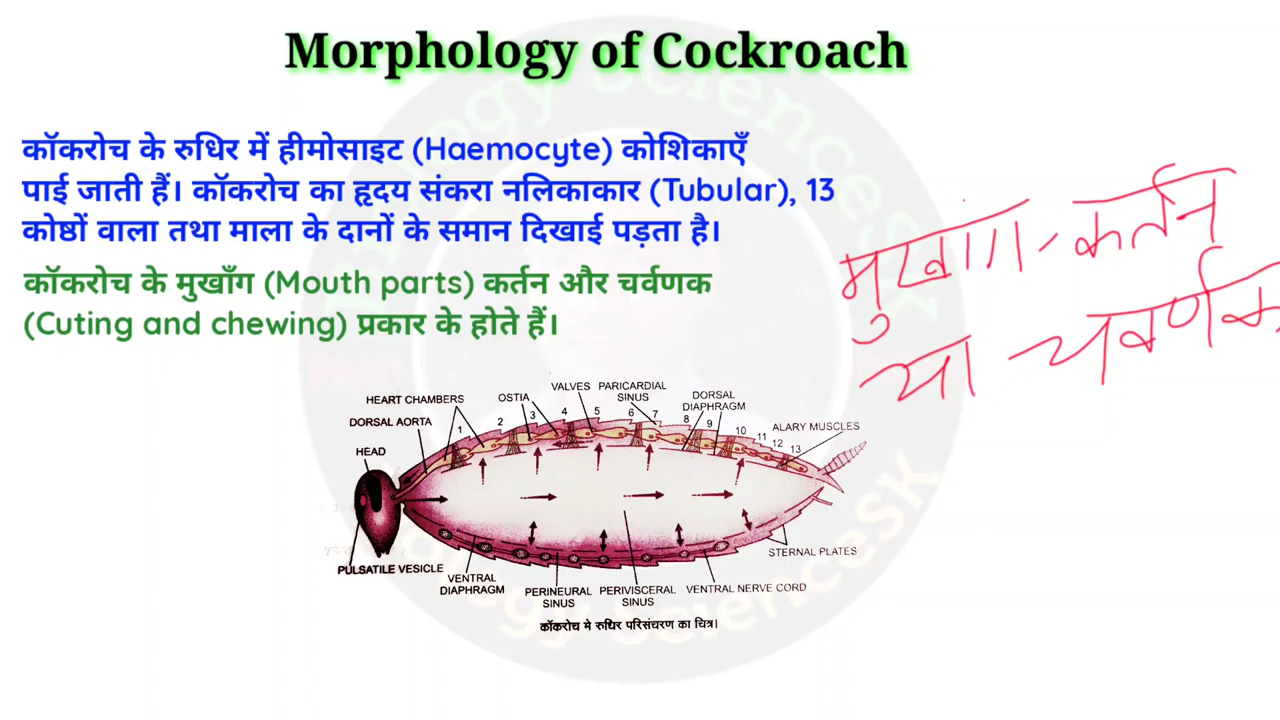 Morphology of Cockroach
कॉकरोच के रुधिर में हीमोसाइट (Haemocyte) कोशिकाएँ
पाई जाती हैं। कॉकरोच का हृदय संकरा नलिकाकार (Tubular), 13
कोष्ठों वाला तथा माला के दानों के समान दिखाई पड़ता है।
कॉकरोच के मुखाँग (Mouth parts) कर्तन और चर्वणक
(Cuting and chewing) प्रकार के होते हैं।
मुखांग - कर्तन
या चवर्णक
VALVES PARICARDIAL
SINUS
HEART CHAMBERS
OSTIA
DORSAL
DIAPHRAGM
DORSAL AORTA
ALARY MUSCLES
1 2 3 4 5 6 7 8 9 10 11 12 13
HEAD
STERNAL PLATES
PULSATILE VESICLE
VENTRAL
DIAPHRAGM
PERINEURAL
SINUS
PERIVISCERAL
SINUS
VENTRAL NERVE CORD
कॉकरोच मे रुधिर परिसंचरण का चित्र।